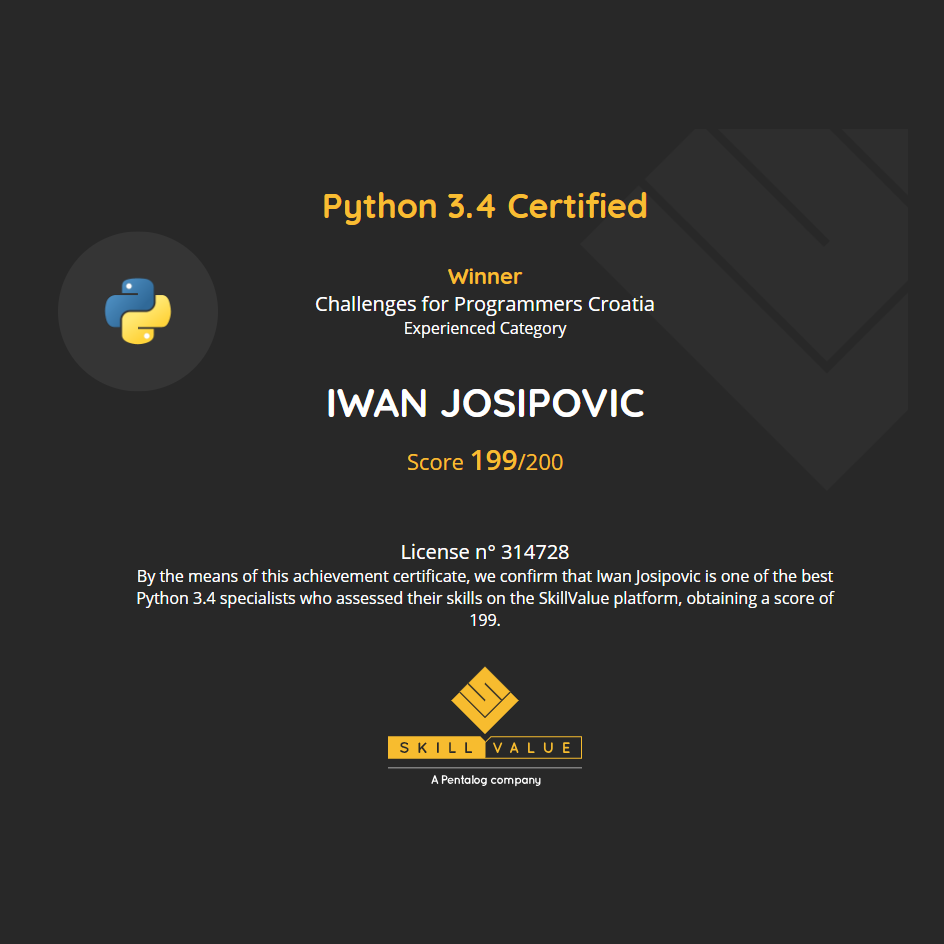 Python 3.4 Certified
Winner
Challenges for Programmers Croatia
Experienced Category
IWAN JOSIPOVIC
Score 199/200
License n° 314728
By the means of this achievement certificate, we confirm that Iwan Josipovic is one of the best
Python 3.4 specialists who assessed their skills on the SkillValue platform, obtaining a score of
199.
SKILL VALUE
A Pentalog company